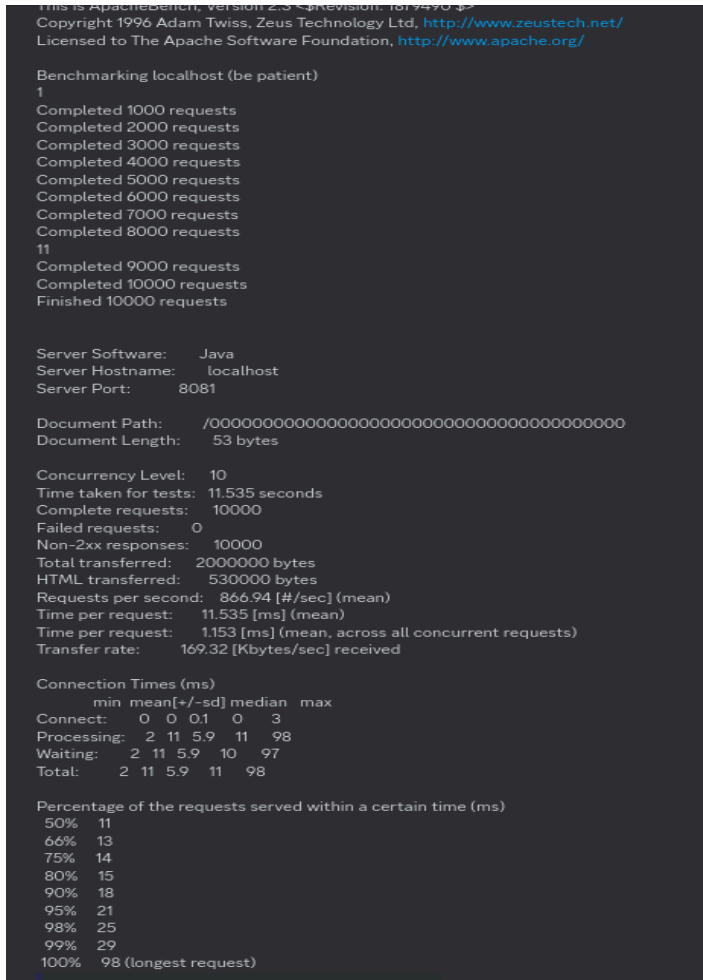 This is ApacheBench, Version 2.3 <$Revision: 1879490 $>
Copyright 1996 Adam Twiss, Zeus Technology Ltd, http://www.zeustech.net/
Licensed to The Apache Software Foundation, http://www.apache.org/
Benchmarking localhost (be patient)
1
Completed 1000 requests
Completed 2000 requests
Completed 3000 requests
Completed 4000 requests
Completed 5000 requests
Completed 6000 requests
Completed 7000 requests
Completed 8000 requests
11
Completed 9000 requests
Completed 10000 requests
Finished 10000 requests
Server Software: Java
Server Hostname: localhost
Server Port: 8081
Document Path: /0000000000000000000000000000000000000
Document Length: 53 bytes
Concurrency Level: 10
Time taken for tests: 11.535 seconds
Complete requests: 10000
Failed requests: 0
Non-2xx responses: 10000
Total transferred: 2000000 bytes
HTML transferred: 530000 bytes
Requests per second: 866.94 [#/sec] (mean)
Time per request: 11.535 [ms] (mean)
Time per request: 1.153 [ms] (mean, across all concurrent requests)
Transfer rate: 169.32 [Kbytes/sec] received
Connection Times (ms)
min mean[+/-sd] median max
Connect: 0 0 0.1 0 3
Processing: 2 11 5.9 11 98
Waiting: 2 11 5.9 10 97
Total: 2 11 5.9 11 98
Percentage of the requests served within a certain time (ms)
50% 11
66% 13
75% 14
80% 15
90% 18
95% 21
98% 25
99% 29
100% 98 (longest request)